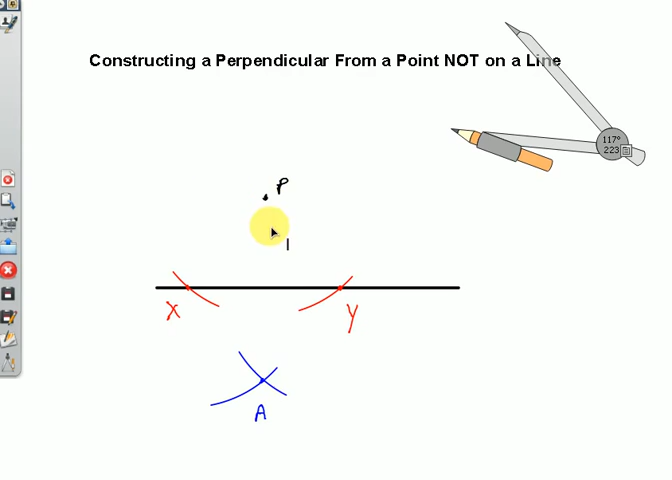 Constructing a Perpendicular From a Point NOT on a Line
117°
223
P
X
Y
A